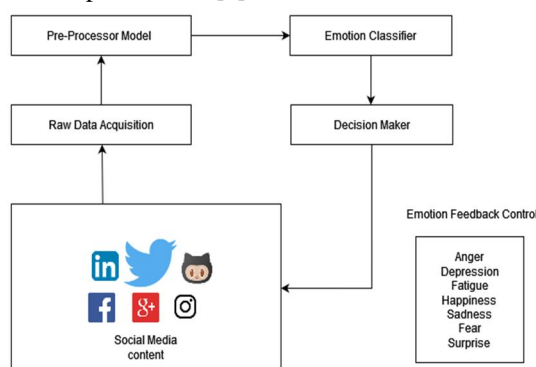 Pre-Processor Model
Emotion Classifier
Raw Data Acquisition
Decision Maker
Emotion Feedback Control
in
f
g+
Social Media
content
Anger
Depression
Fatigue
Happiness
Sadness
Fear
Surprise